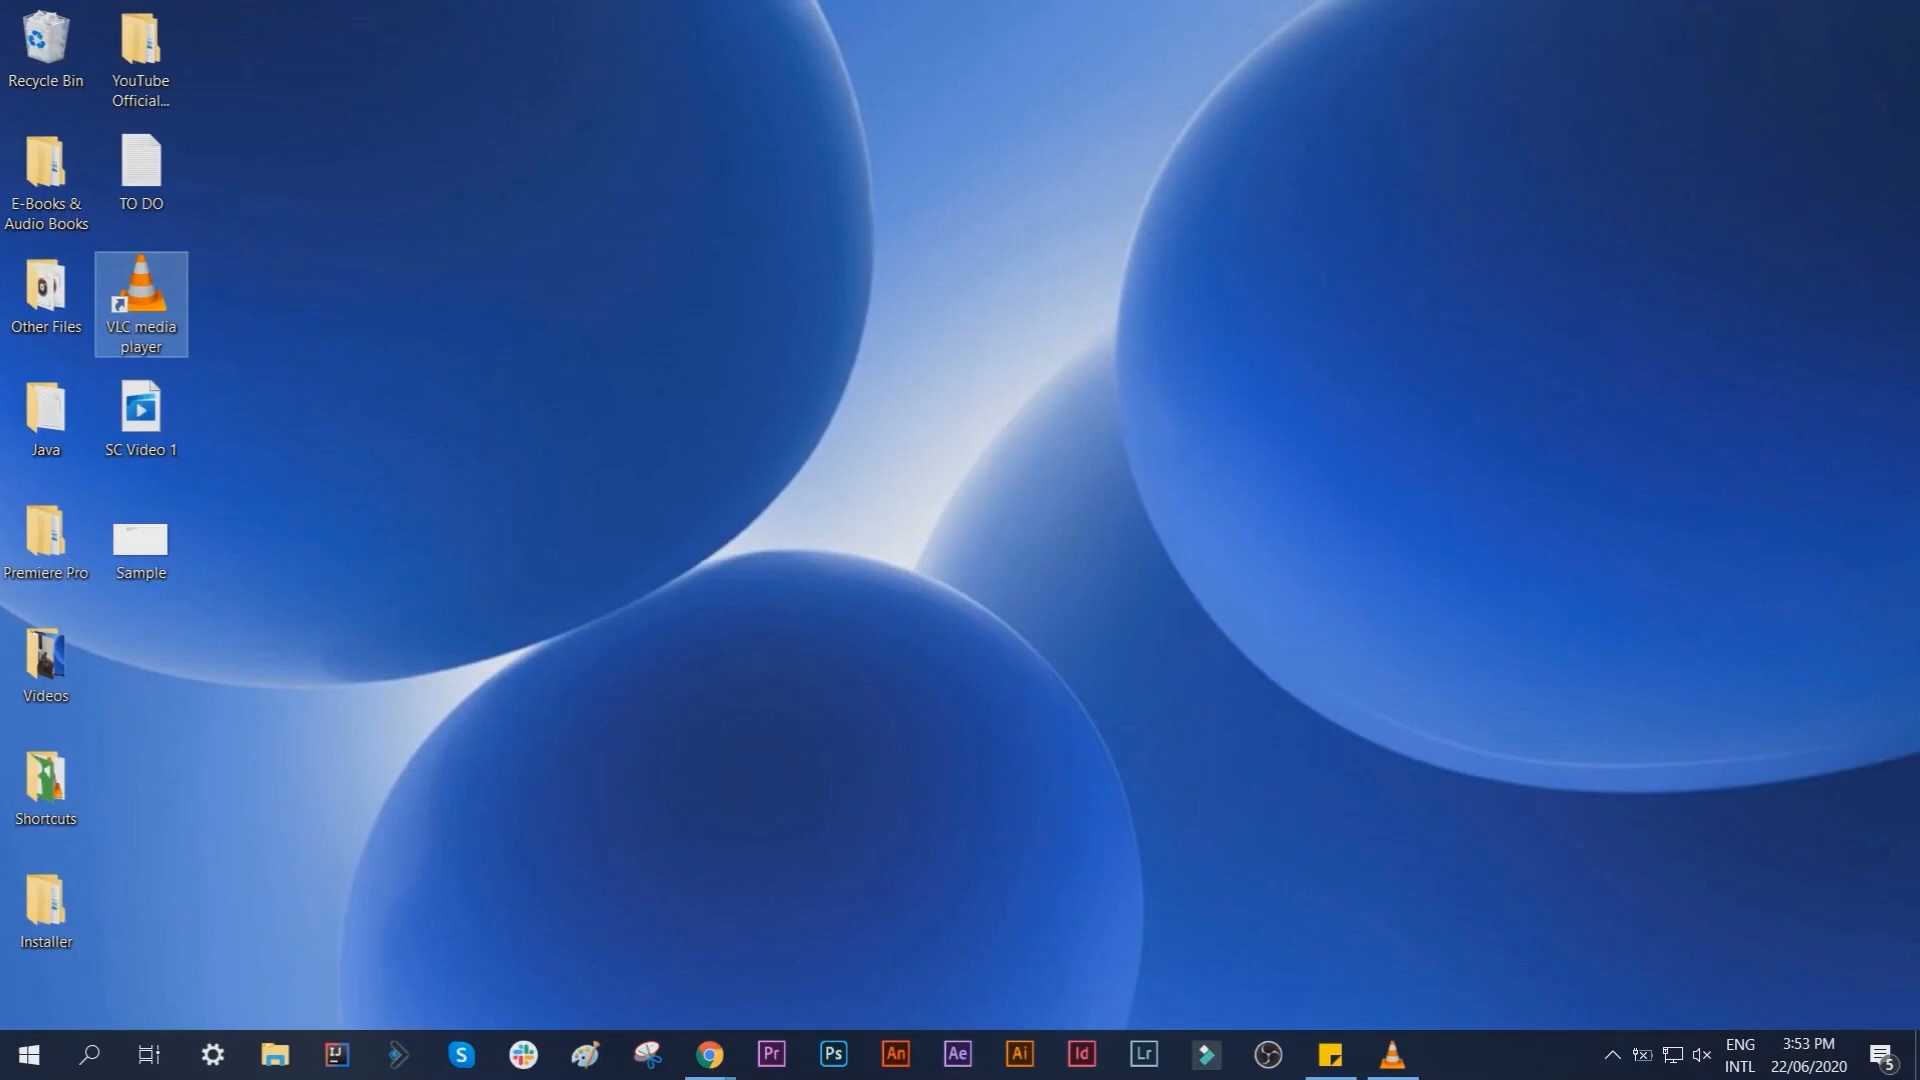 Recycle Bin
YouTube
Official...
E-Books &
Audio Books
TO DO
Other Files
VLC media
player
Java
SC Video 1
Premiere Pro
Sample
Videos
Shortcuts
Installer
IJ
S
Pr
Ps
An
Ae
Ai
Id
Lr
ENG
INTL
3:53 PM
22/06/2020
5